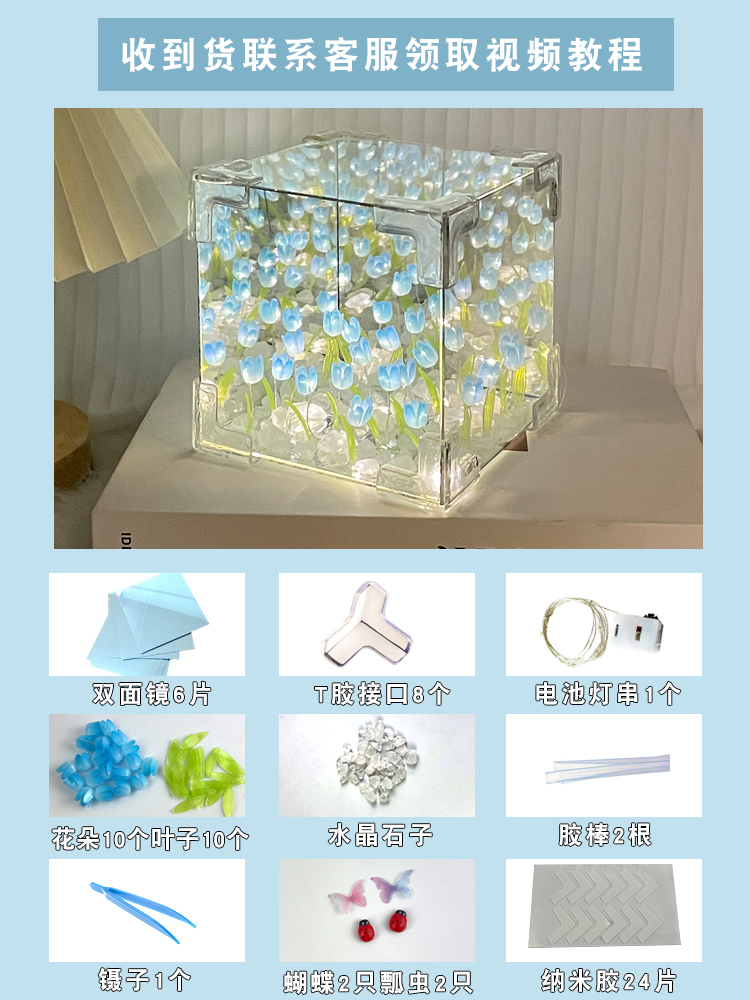 收到货联系客服领取视频教程
双面镜6片
T胶接口8个
电池灯串1个
花朵10个叶子10个
水晶石子
胶棒2根
镊子1个
蝴蝶2只瓢虫2只
纳米胶24片